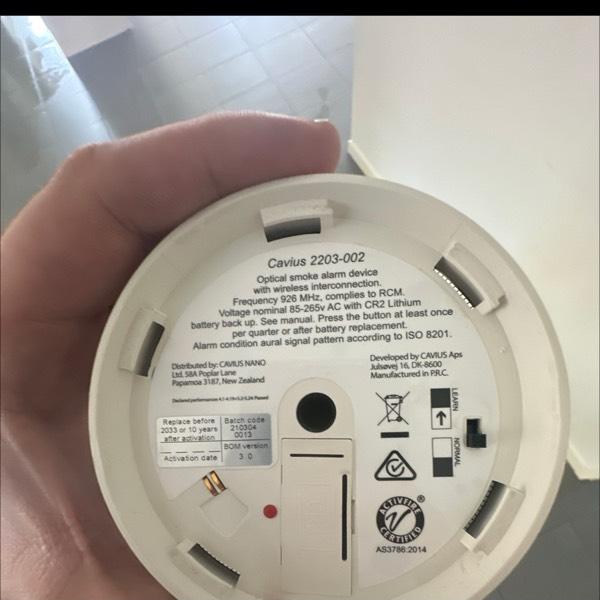 Cavius 2203-002
Optical smoke alarm device
with wireless interconnection.
Frequency 926 MHz, complies to RCM.
Voltage nominal 85-265v AC with CR2 Lithium
battery back up. See manual. Press the button at least once
per quarter or after battery replacement.
Alarm condition aural signal pattern according to ISO 8201.
Distributed by: CAVIUS NANO
Ltd, 58A Poplar Lane
Papamoa 3187, New Zealand
Developed by CAVIUS Aps
Julsøvej 16, DK-8600
Manufactured in P.R.C.
Replace before
2033 or 10 years
after activation
Activation date
Batch code
210304
0013
BOM version
3.0
LEARN
NORMAL
ACTIVFIRE
®
CERTIFIED
AS3786:2014